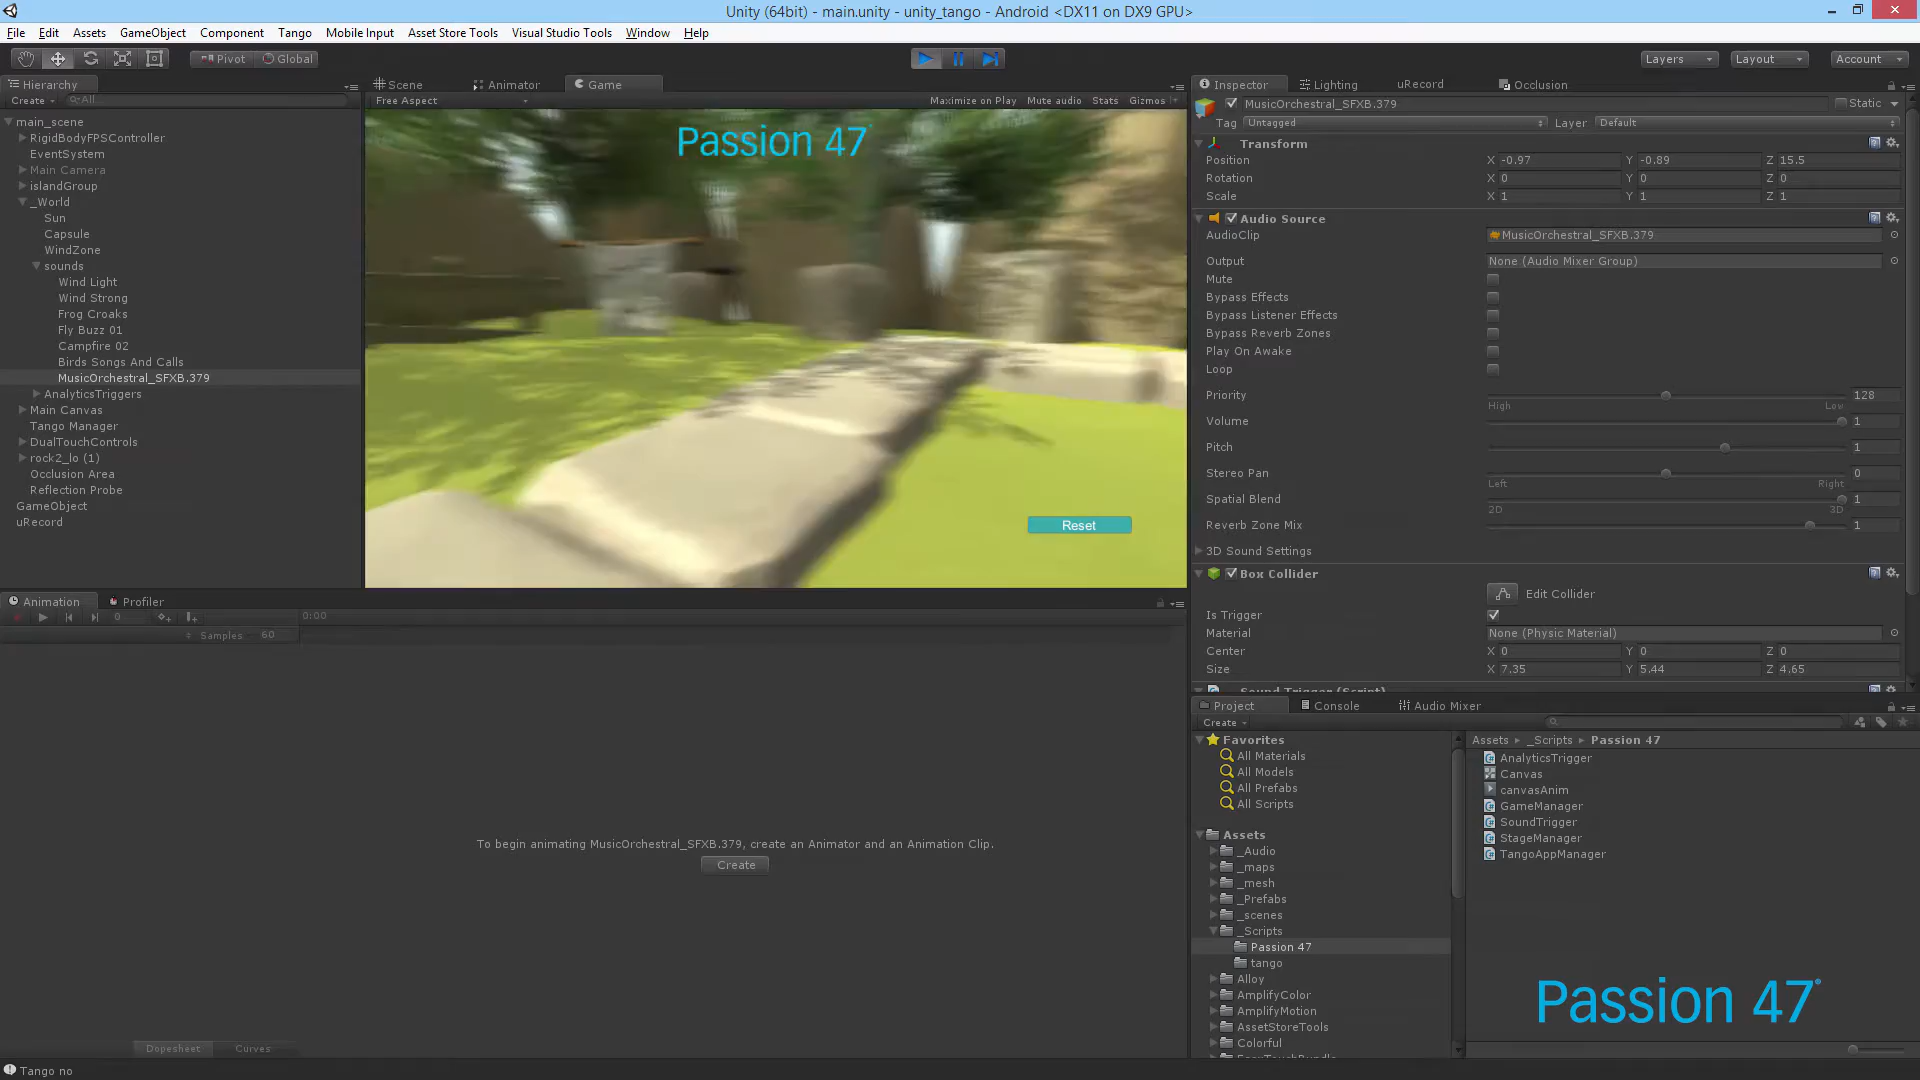 Unity (64bit) - main.unity - unity_tango - Android <DX11 on DX9 GPU>
File Edit Assets GameObject Component Tango Mobile Input Asset Store Tools Visual Studio Tools Window Help
Pivot Global Layers Layout Account
Hierarchy
Create All
main_scene
RigidBodyFPSController
EventSystem
Main Camera
islandGroup
_World
Sun
Capsule
WindZone
sounds
Wind Light
Wind Strong
Frog Croaks
Fly Buzz 01
Campfire 02
Birds Songs And Calls
MusicOrchestral_SFXB.379
AnalyticsTriggers
Main Canvas
Tango Manager
DualTouchControls
rock2_lo (1)
Occlusion Area
Reflection Probe
GameObject
uRecord
Scene Animator Game
Free Aspect Maximize on Play Mute audio Stats Gizmos
Passion 47
Reset
Inspector Lighting uRecord Occlusion
MusicOrchestral_SFXB.379 Static
Tag Untagged Layer Default
Transform
Position X -0.97 Y -0.89 Z 15.5
Rotation X 0 Y 0 Z 0
Scale X 1 Y 1 Z 1
Audio Source
AudioClip MusicOrchestral_SFXB.379
Output None (Audio Mixer Group)
Mute
Bypass Effects
Bypass Listener Effects
Bypass Reverb Zones
Play On Awake
Loop
Priority 128
High Low
Volume 1
Pitch 1
Stereo Pan 0
Left Right
Spatial Blend 1
2D 3D
Reverb Zone Mix 1
3D Sound Settings
Box Collider
Edit Collider
Is Trigger
Material None (Physic Material)
Center X 0 Y 0 Z 0
Size X 7.35 Y 5.44 Z 4.65
Sound Trigger (Script)
Animation Profiler
0 0:00
Samples 60
To begin animating MusicOrchestral_SFXB.379, create an Animator and an Animation Clip.
Create
Dopesheet Curves
Tango no
Project Console Audio Mixer
Create
Favorites
All Materials
All Models
All Prefabs
All Scripts
Assets
_Audio
_maps
_mesh
_Prefabs
_scenes
_Scripts
Passion 47
tango
Alloy
AmplifyColor
AmplifyMotion
AssetStoreTools
Colorful
Assets _Scripts Passion 47
AnalyticsTrigger
Canvas
canvasAnim
GameManager
SoundTrigger
StageManager
TangoAppManager
Passion 47